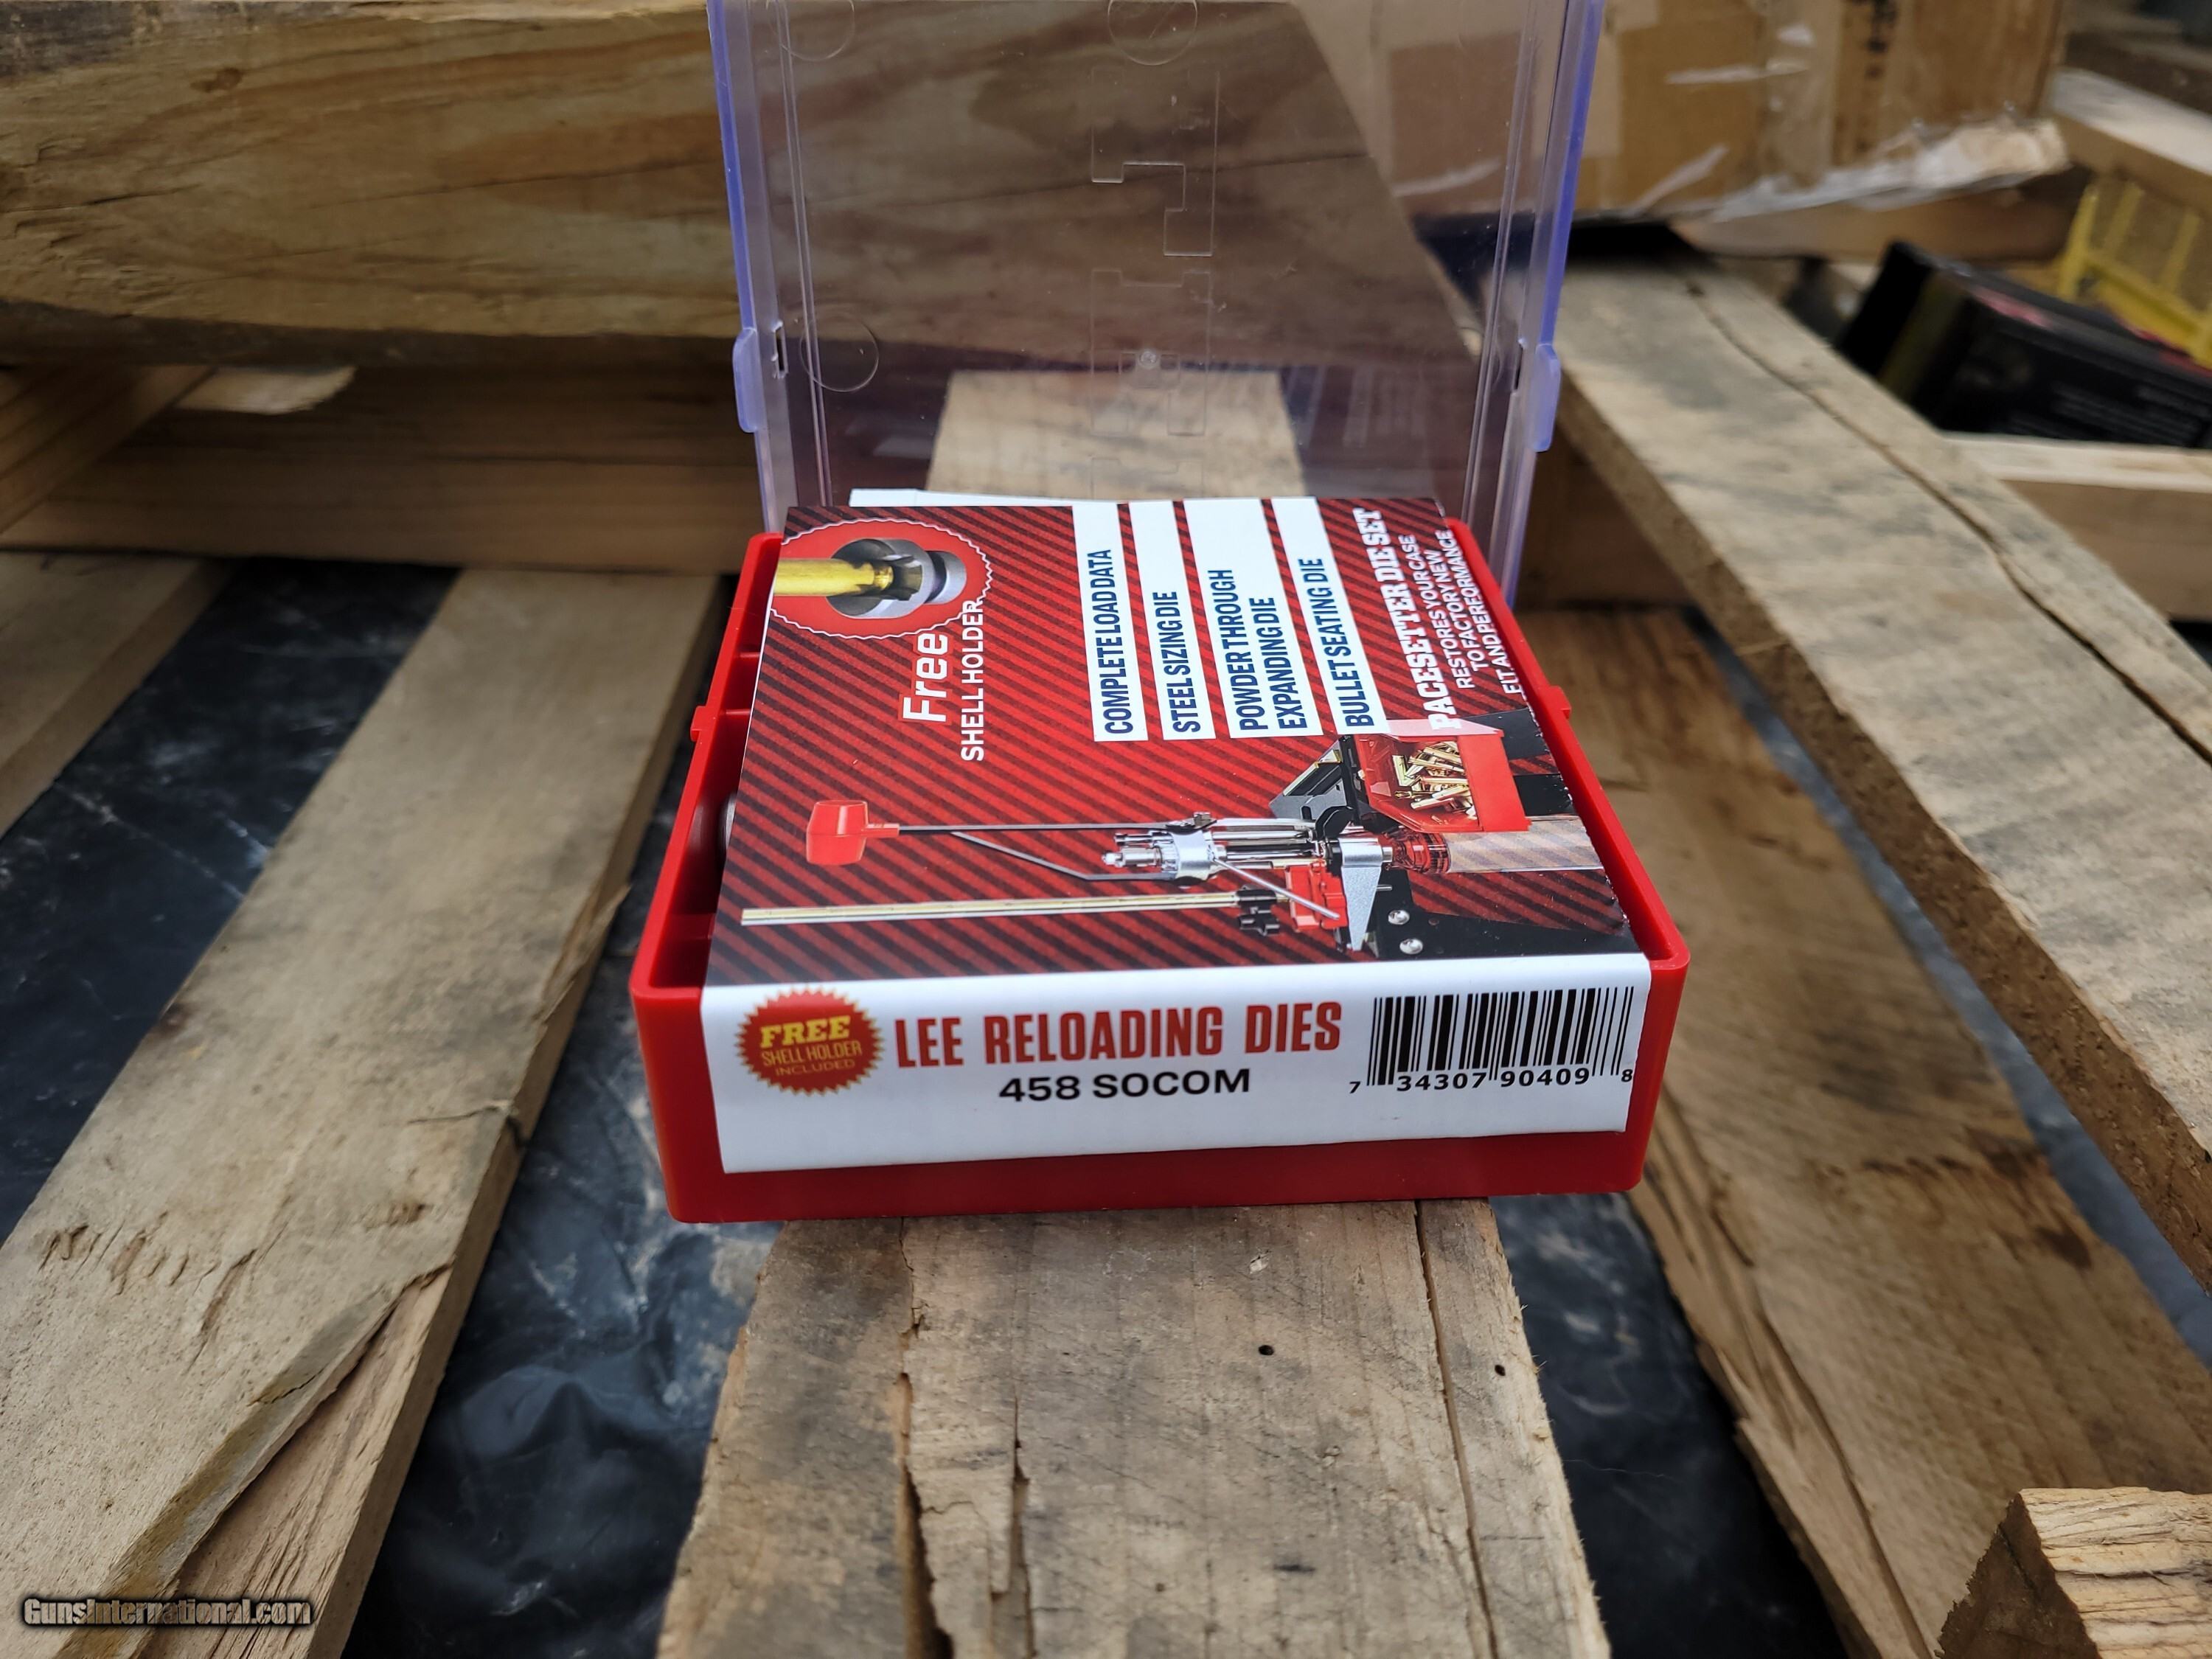 Free
SHELL HOLDER
COMPLETE LOAD DATA
STEEL SIZING DIE
POWDER THROUGH
EXPANDING DIE
BULLET SEATING DIE
PACESETTER DIE SET
RESTORES YOUR CASE
TO FACTORY NEW
FIT AND PERFORMANCE
FREE
SHELL HOLDER
INCLUDED
LEE RELOADING DIES
458 SOCOM
7 34307 90409 8
GunsInternational.com